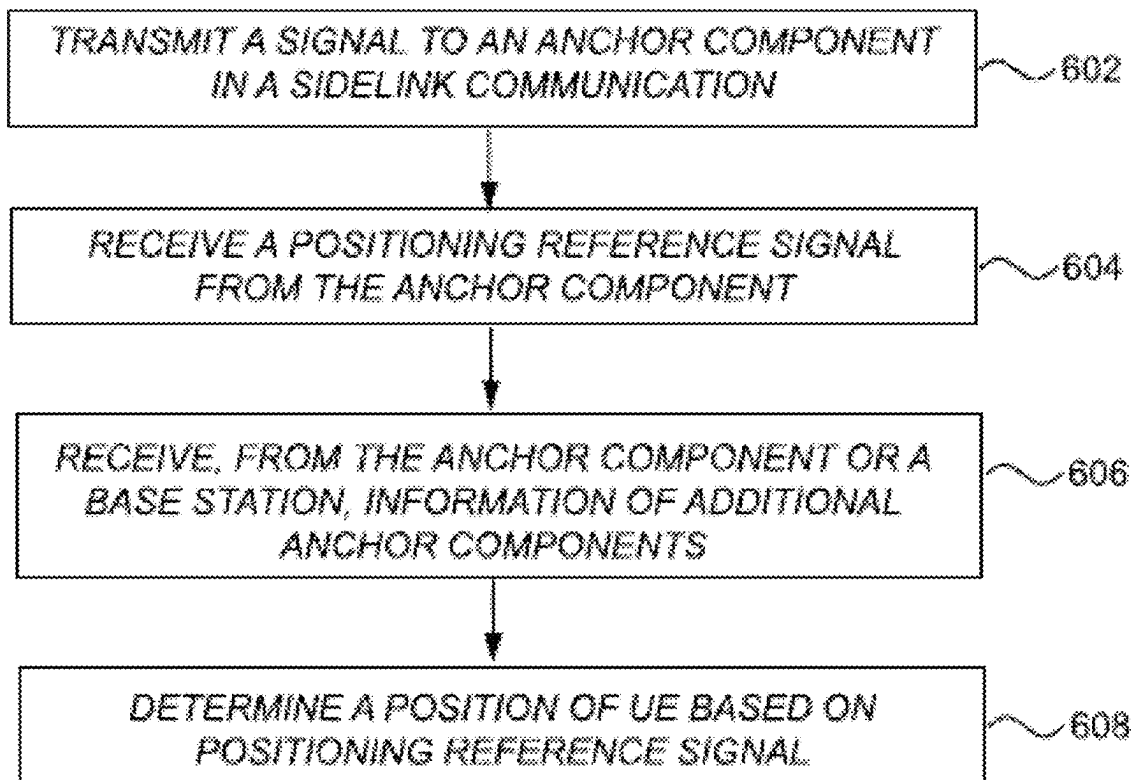 TRANSMIT A SIGNAL TO AN ANCHOR COMPONENT
IN A SIDELINK COMMUNICATION
602
RECEIVE A POSITIONING REFERENCE SIGNAL
FROM THE ANCHOR COMPONENT
604
RECEIVE, FROM THE ANCHOR COMPONENT OR A
BASE STATION, INFORMATION OF ADDITIONAL
ANCHOR COMPONENTS
606
DETERMINE A POSITION OF UE BASED ON
POSITIONING REFERENCE SIGNAL
608